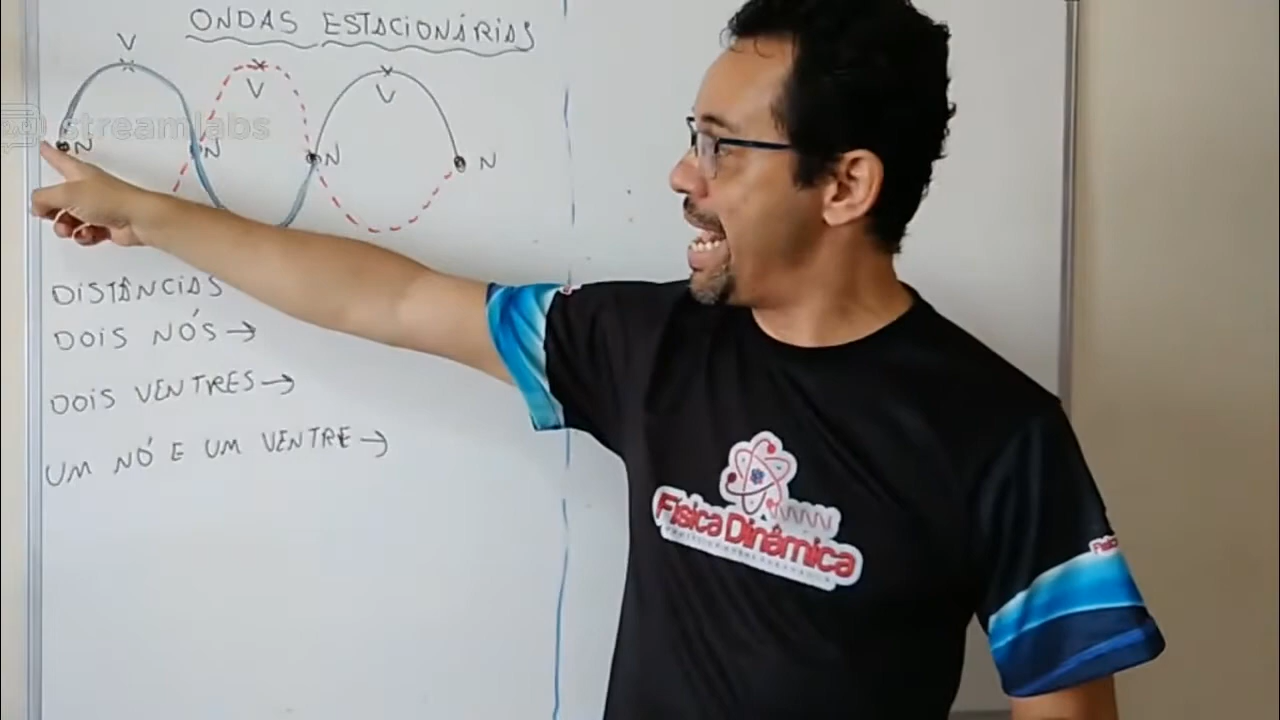 ONDAS ESTACIONÁRIAS
V
V
V
streamlabs
N
N
N
N
DISTÂNCIAS
DOIS NÓS →
DOIS VENTRES →
UM NÓ E UM VENTRE →
Física Dinâmica